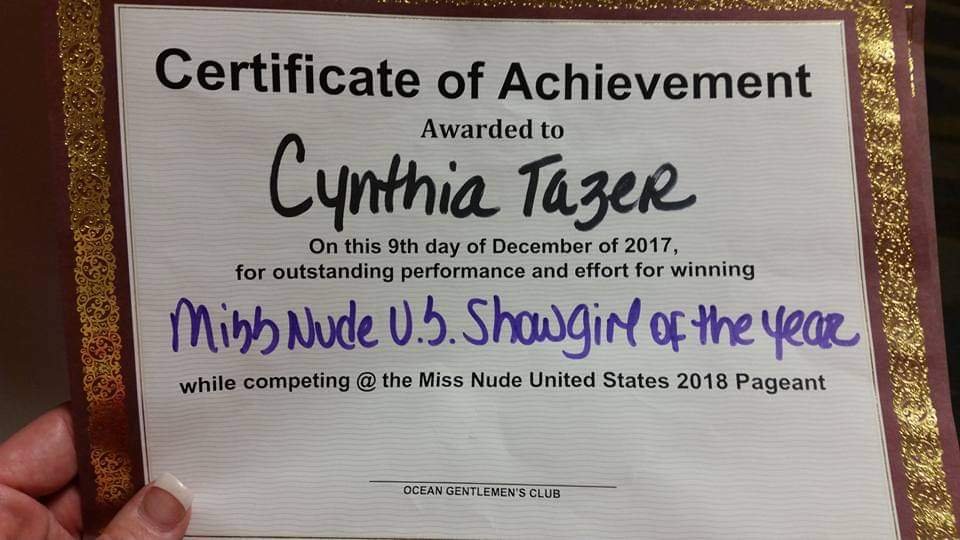 Certificate of Achievement
Awarded to
Cynthia Tazer
On this 9th day of December of 2017,
for outstanding performance and effort for winning
Miss Nude U.S. Showgirl of the Year
while competing @ the Miss Nude United States 2018 Pageant
OCEAN GENTLEMEN'S CLUB